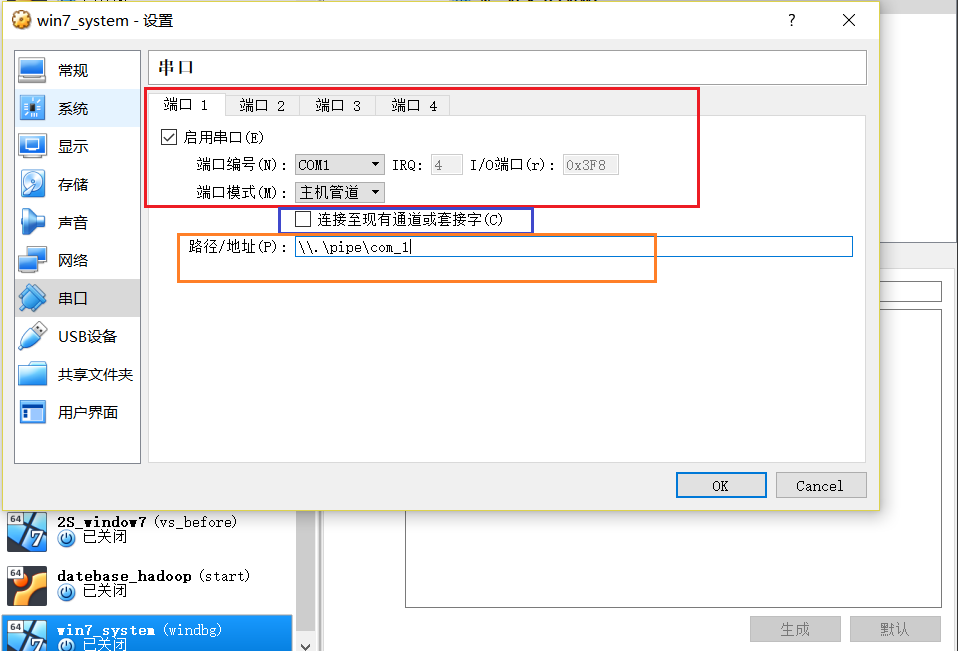 win7_system - 设置
?
常规
系统
显示
存储
声音
网络
串口
USB设备
共享文件夹
用户界面
串口
端口 1 端口 2 端口 3 端口 4
启用串口(E)
端口编号(N): COM1 IRQ: 4 I/O端口(r): 0x3F8
端口模式(M): 主机管道
连接至现有通道或套接字(C)
路径/地址(P): \\.\pipe\com_1
OK Cancel
64
7
2S_window7 (vs_before)
已关闭
64
datebase_hadoop (start)
已关闭
64
7
win7_system (windbg)
已关闭
生成 默认